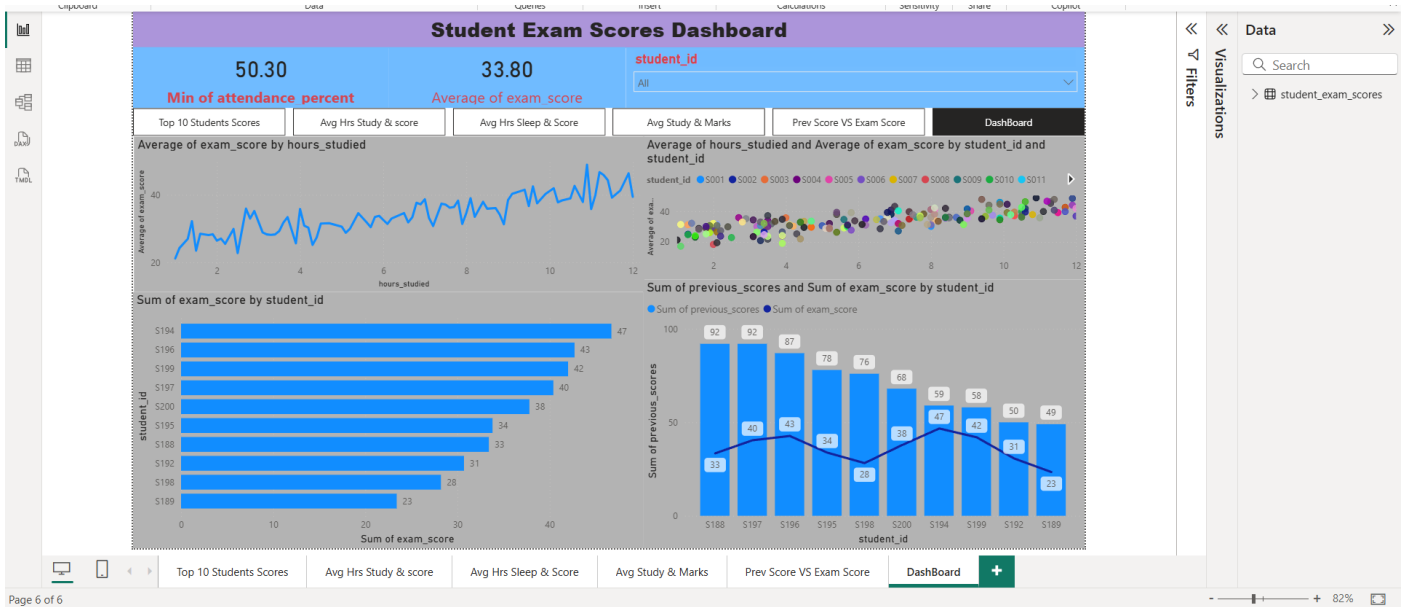 Clipboard Data Queries Insert Calculations Sensitivity Share Copilot
Student Exam Scores Dashboard
50.30
Min of attendance_percent
33.80
Average of exam_score
student_id
All
Top 10 Students Scores
Avg Hrs Study & score
Avg Hrs Sleep & Score
Avg Study & Marks
Prev Score VS Exam Score
DashBoard
Average of exam_score by hours_studied
Average of exam_score
40
20
2 4 6 8 10 12
hours_studied
Average of hours_studied and Average of exam_score by student_id and
student_id
student_id S001 S002 S003 S004 S005 S006 S007 S008 S009 S010 S011
Average of exa...
40
20
2 4 6 8 10 12
Sum of exam_score by student_id
student_id
S194 47
S196 43
S199 42
S197 40
S200 38
S195 34
S188 33
S192 31
S198 28
S189 23
0 10 20 30 40
Sum of exam_score
Sum of previous_scores and Sum of exam_score by student_id
Sum of previous_scores Sum of exam_score
Sum of previous_scores
100
50
0
92 92 87 78 76 68 59 58 50 49
33 40 43 34 28 38 47 42 31 23
S188 S197 S196 S195 S198 S200 S194 S199 S192 S189
student_id
Filters
Visualizations
Data
Search
student_exam_scores
DAX
TMDL
Top 10 Students Scores
Avg Hrs Study & score
Avg Hrs Sleep & Score
Avg Study & Marks
Prev Score VS Exam Score
DashBoard
+
Page 6 of 6
- + 82%